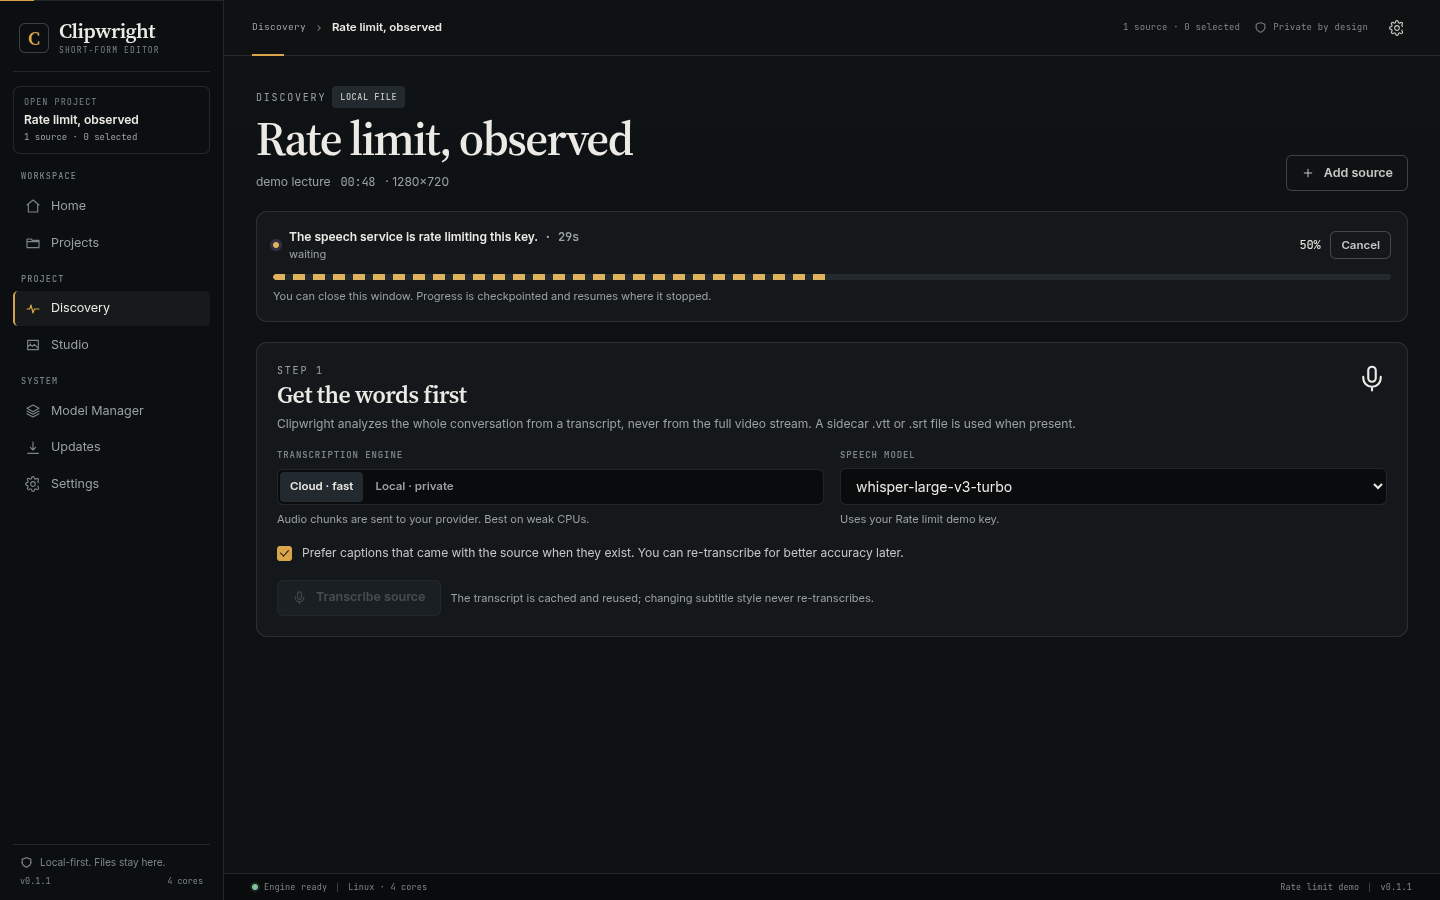 C
Clipwright
SHORT-FORM EDITOR
OPEN PROJECT
Rate limit, observed
1 source · 0 selected
WORKSPACE
Home
Projects
PROJECT
Discovery
Studio
SYSTEM
Model Manager
Updates
Settings
Local-first. Files stay here.
v0.1.1 4 cores
Discovery › Rate limit, observed
1 source · 0 selected Private by design
DISCOVERY LOCAL FILE
Rate limit, observed
demo lecture 00:48 · 1280×720
+ Add source
The speech service is rate limiting this key. · 29s
waiting
50% Cancel
You can close this window. Progress is checkpointed and resumes where it stopped.
STEP 1
Get the words first
Clipwright analyzes the whole conversation from a transcript, never from the full video stream. A sidecar .vtt or .srt file is used when present.
TRANSCRIPTION ENGINE
Cloud · fast Local · private
Audio chunks are sent to your provider. Best on weak CPUs.
SPEECH MODEL
whisper-large-v3-turbo
Uses your Rate limit demo key.
Prefer captions that came with the source when they exist. You can re-transcribe for better accuracy later.
Transcribe source The transcript is cached and reused; changing subtitle style never re-transcribes.
Engine ready | Linux · 4 cores
Rate limit demo | v0.1.1